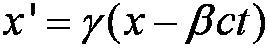 x' = γ(x − βct)